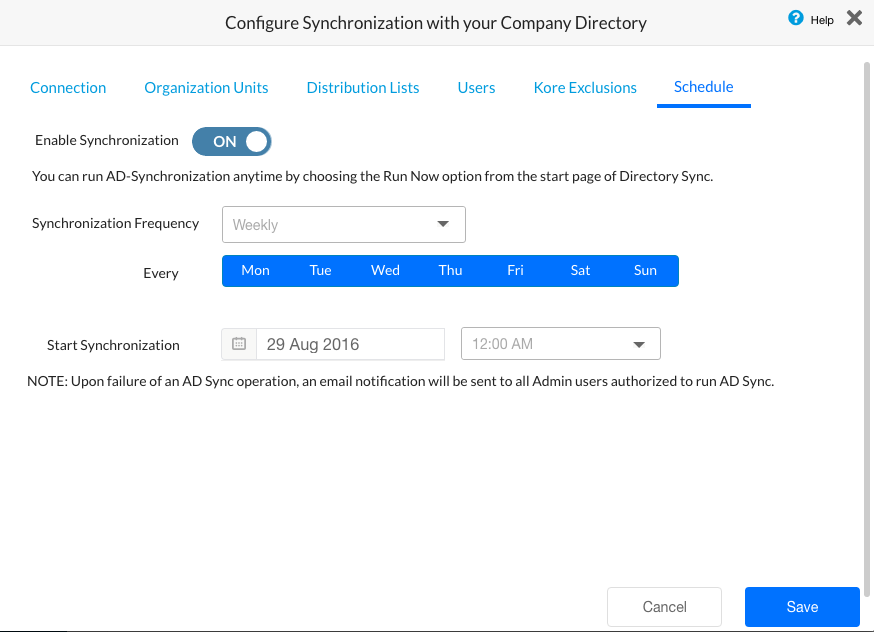 Configure Synchronization with your Company Directory
? Help
Connection Organization Units Distribution Lists Users Kore Exclusions Schedule
Enable Synchronization ON
You can run AD-Synchronization anytime by choosing the Run Now option from the start page of Directory Sync.
Synchronization Frequency Weekly
Every Mon Tue Wed Thu Fri Sat Sun
Start Synchronization 29 Aug 2016 12:00 AM
NOTE: Upon failure of an AD Sync operation, an email notification will be sent to all Admin users authorized to run AD Sync.
Cancel Save